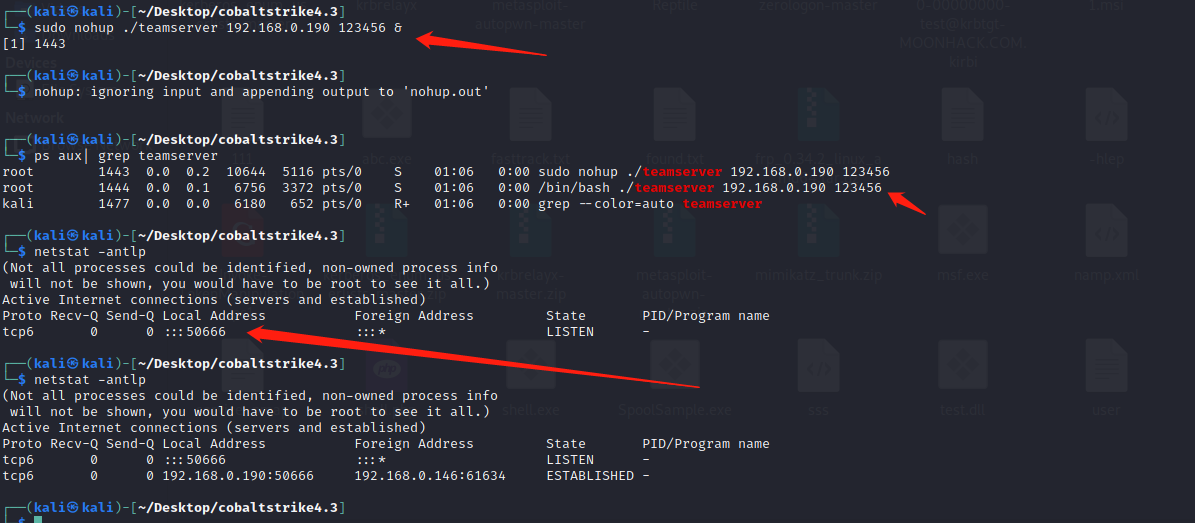 ┌──(kali㉿kali)-[~/Desktop/cobaltstrike4.3]
└─$ sudo nohup ./teamserver 192.168.0.190 123456 &
[1] 1443
┌──(kali㉿kali)-[~/Desktop/cobaltstrike4.3]
└─$ nohup: ignoring input and appending output to 'nohup.out'
┌──(kali㉿kali)-[~/Desktop/cobaltstrike4.3]
└─$ ps aux| grep teamserver
root        1443  0.0  0.2  10644  5116 pts/0    S    01:06   0:00 sudo nohup ./teamserver 192.168.0.190 123456
root        1444  0.0  0.1   6756  3372 pts/0    S    01:06   0:00 /bin/bash ./teamserver 192.168.0.190 123456
kali        1477  0.0  0.0   6180   652 pts/0    R+   01:06   0:00 grep --color=auto teamserver
┌──(kali㉿kali)-[~/Desktop/cobaltstrike4.3]
└─$ netstat -antlp
(Not all processes could be identified, non-owned process info
 will not be shown, you would have to be root to see it all.)
Active Internet connections (servers and established)
Proto Recv-Q Send-Q Local Address           Foreign Address         State       PID/Program name
tcp6       0      0 :::50666                :::*                    LISTEN      -
┌──(kali㉿kali)-[~/Desktop/cobaltstrike4.3]
└─$ netstat -antlp
(Not all processes could be identified, non-owned process info
 will not be shown, you would have to be root to see it all.)
Active Internet connections (servers and established)
Proto Recv-Q Send-Q Local Address           Foreign Address         State       PID/Program name
tcp6       0      0 :::50666                :::*                    LISTEN      -
tcp6       0      0 192.168.0.190:50666     192.168.0.146:61634     ESTABLISHED -
┌──(kali㉿kali)-[~/Desktop/cobaltstrike4.3]
└─$